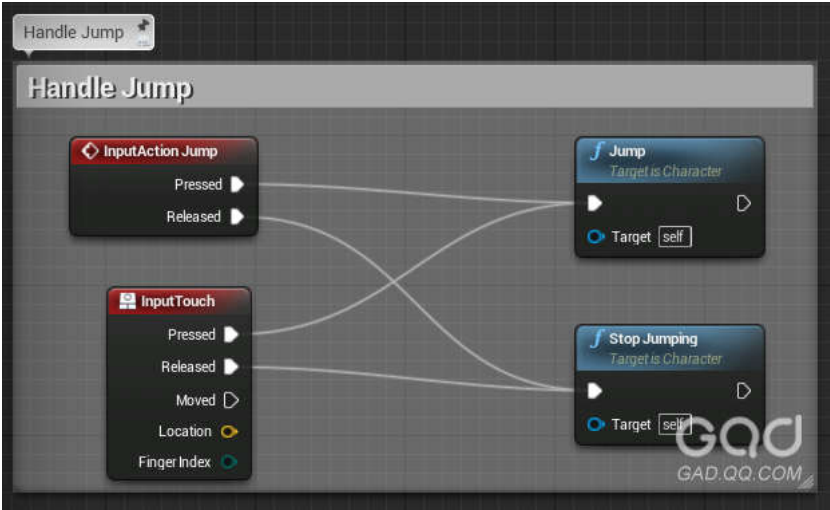 Handle Jump
Handle Jump
InputAction Jump
Pressed
Released
InputTouch
Pressed
Released
Moved
Location
Finger Index
f Jump
Target is Character
Target self
f Stop Jumping
Target is Character
Target self
GAD
GAD.QQ.COM